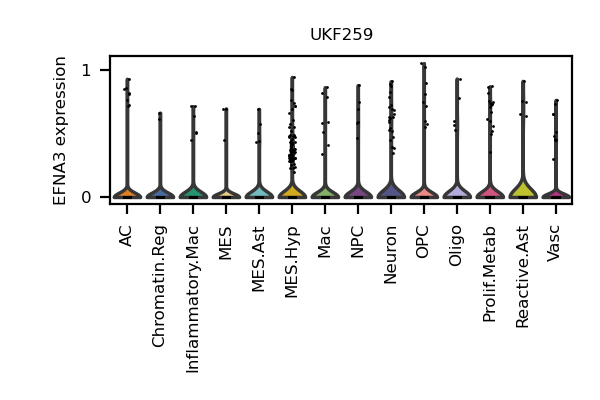 UKF259
EFNA3 expression
1
0
AC
Chromatin.Reg
Inflammatory.Mac
MES
MES.Ast
MES.Hyp
Mac
NPC
Neuron
OPC
Oligo
Prolif.Metab
Reactive.Ast
Vasc